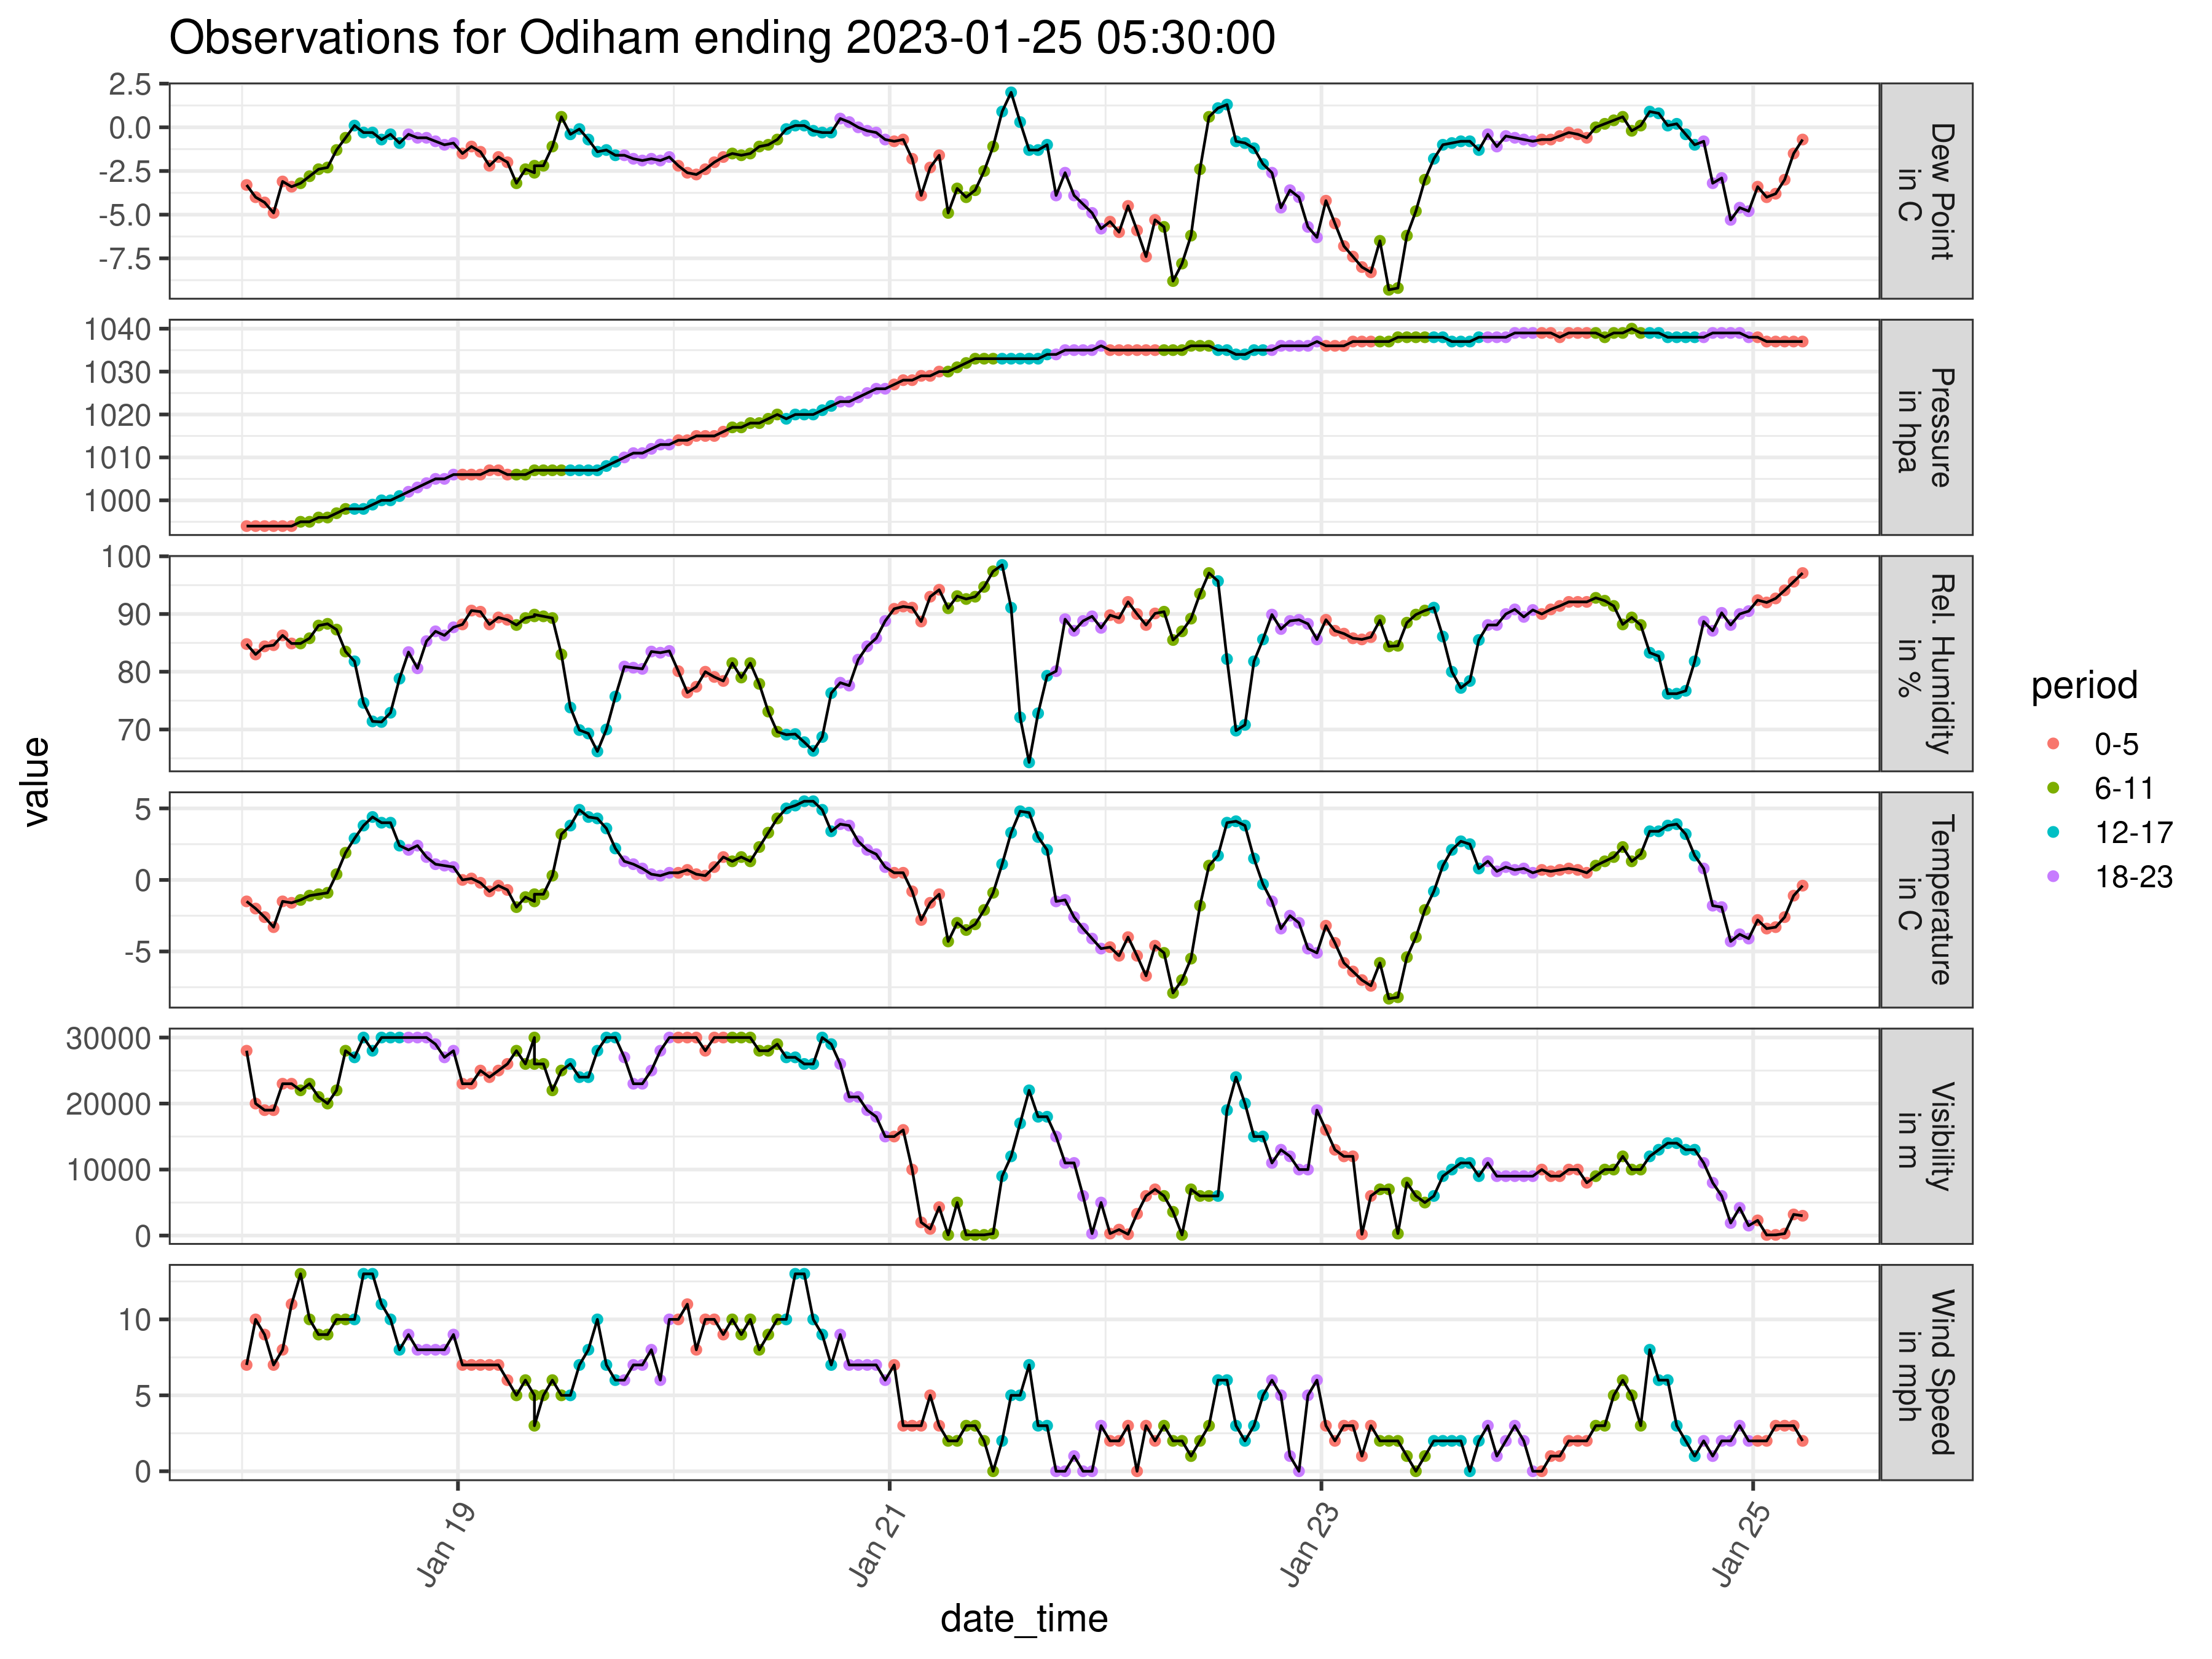 Observations for Odiham ending 2023-01-25 05:30:00
2.5
0.0
-2.5
-5.0
-7.5
Dew Point
in C
1040
1030
1020
1010
1000
Pressure
in hpa
100
90
80
70
Rel. Humidity
in %
5
0
-5
Temperature
in C
30000
20000
10000
0
Visibility
in m
10
5
0
Wind Speed
in mph
value
Jan 19
Jan 21
Jan 23
Jan 25
date_time
period
0-5
6-11
12-17
18-23